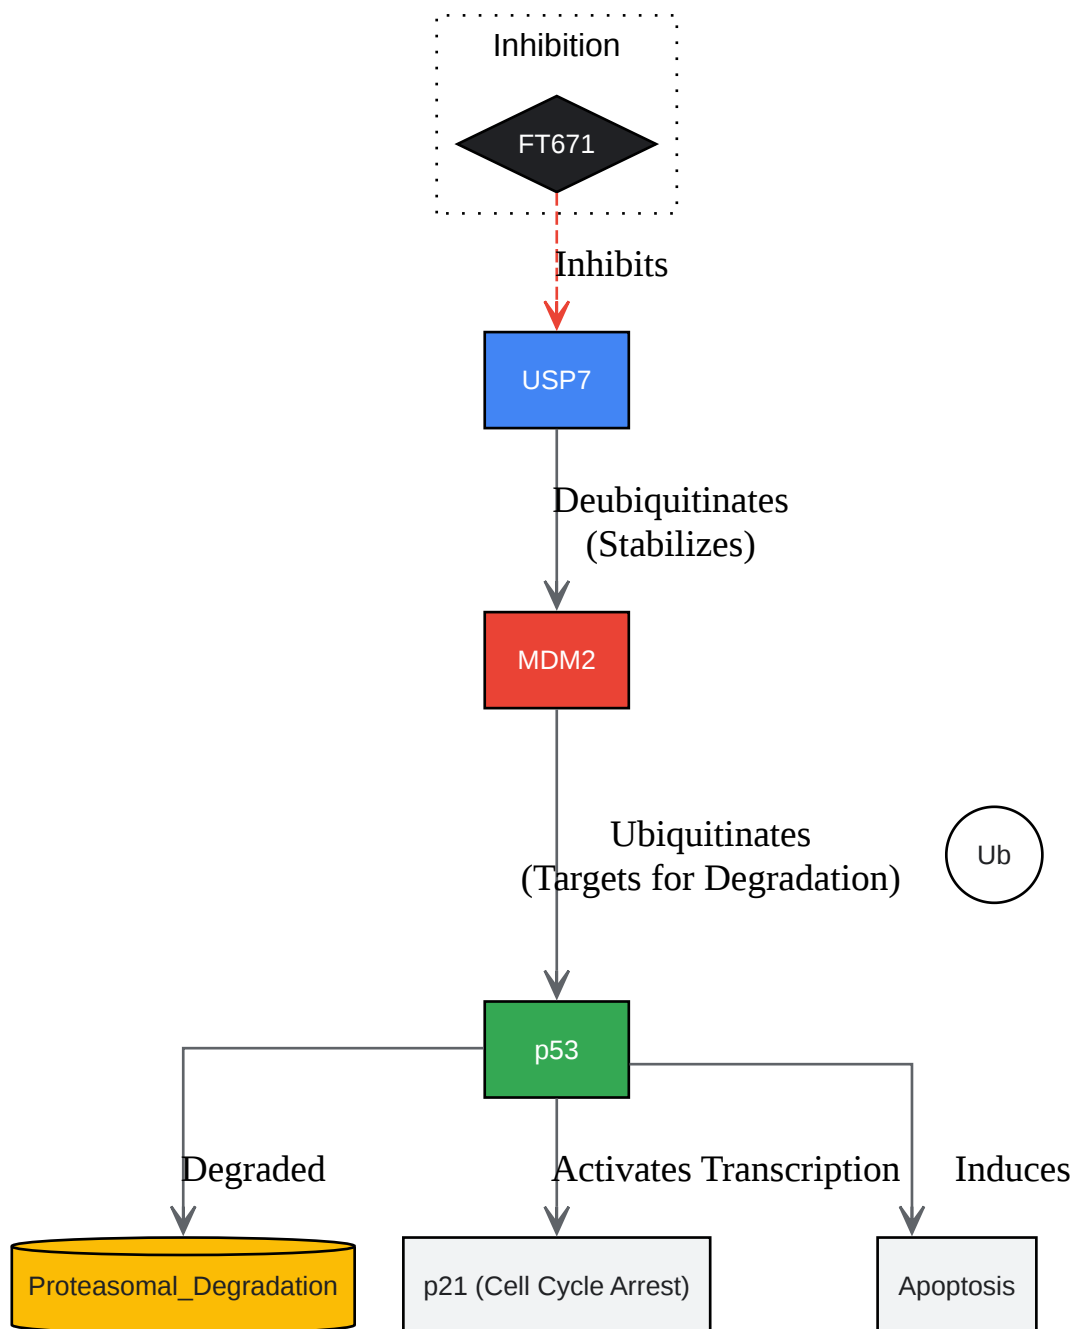 Inhibition
FT671
Inhibits
USP7
Deubiquitinates
(Stabilizes)
MDM2
Ubiquitinates
(Targets for Degradation)
Ub
p53
Degraded
Activates Transcription
Induces
Proteasomal_Degradation
p21 (Cell Cycle Arrest)
Apoptosis